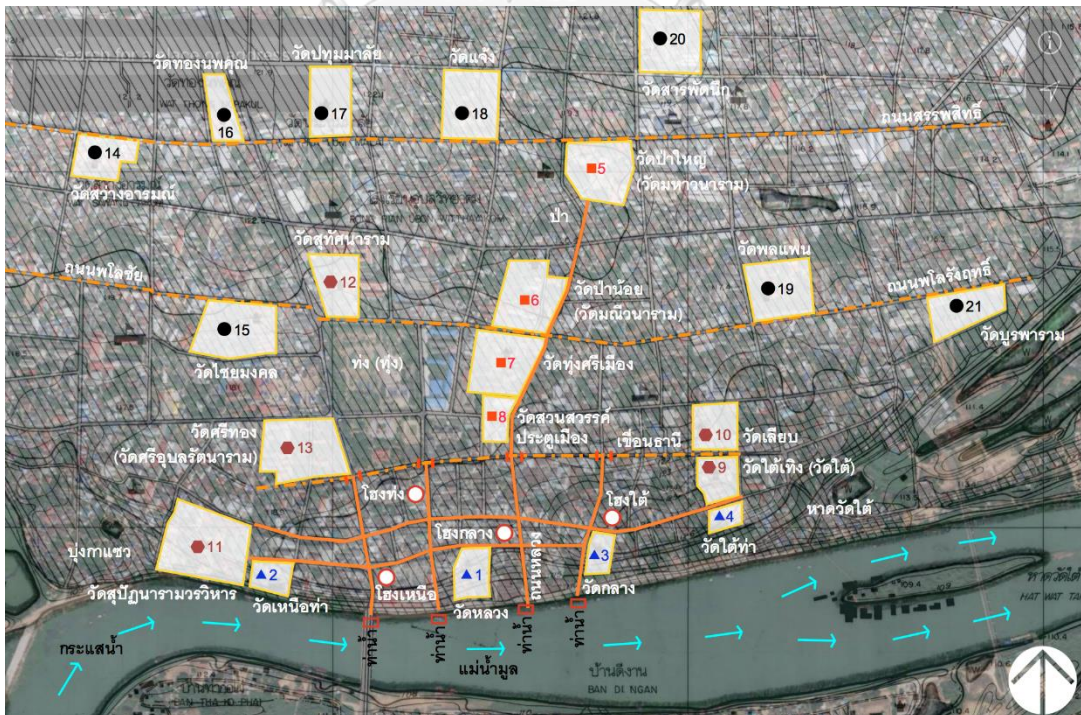 20
วัดทองนพคุณ
วัดปทุมมาลัย
วัดแจ้ง
วัดสารพัดนึก
16
17
18
ถนนสรรพสิทธิ์
14
5
วัดป่าใหญ่
(วัดมหาวนาราม)
วัดสว่างอารมณ์
ป่า
วัดสุทัศนาราม
วัดพลแพน
ถนนพโลชัย
12
19
ถนนพโลรังฤทธิ์
6
วัดป่าน้อย
(วัดมณีวนาราม)
21
15
วัดบูรพาราม
ท่ง (ทุ่ง)
7
วัดทุ่งศรีเมือง
วัดไชยมงคล
8
วัดสวนสวรรค์
ประตูเมือง
เขื่อนธานี
10
วัดเลียบ
วัดศรีทอง
(วัดศรีอุบลรัตนาราม)
13
9
วัดใต้เทิง (วัดใต้)
โฮงท่ง
โฮงใต้
หาดวัดใต้
4
วัดใต้ท่า
โฮงกลาง
11
บุ่งกาแซว
2
โฮงเหนือ
1
3
ถนนหลวง
วัดสุปัฏนารามวรวิหาร
วัดเหนือท่า
วัดหลวง
วัดกลาง
109.4
หาดวัดใต้
HAT WAT TAI
ท่าน้ำ
ท่าน้ำ
ท่าน้ำ
ท่าน้ำ
กระแสน้ำ
แม่น้ำมูล
บ้านดีงาน
BAN DI NGAN